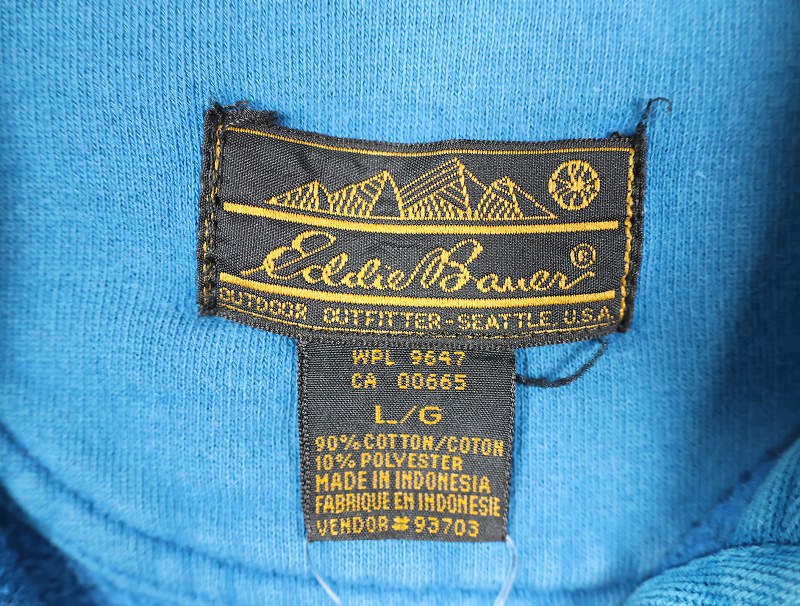 Eddie Bauer®
OUTDOOR OUTFITTER-SEATTLE U.S.A.
WPL 9647
CA 00665
L/G
90% COTTON/COTON
10% POLYESTER
MADE IN INDONESIA
FABRIQUE EN INDONESIE
VENDOR #93703